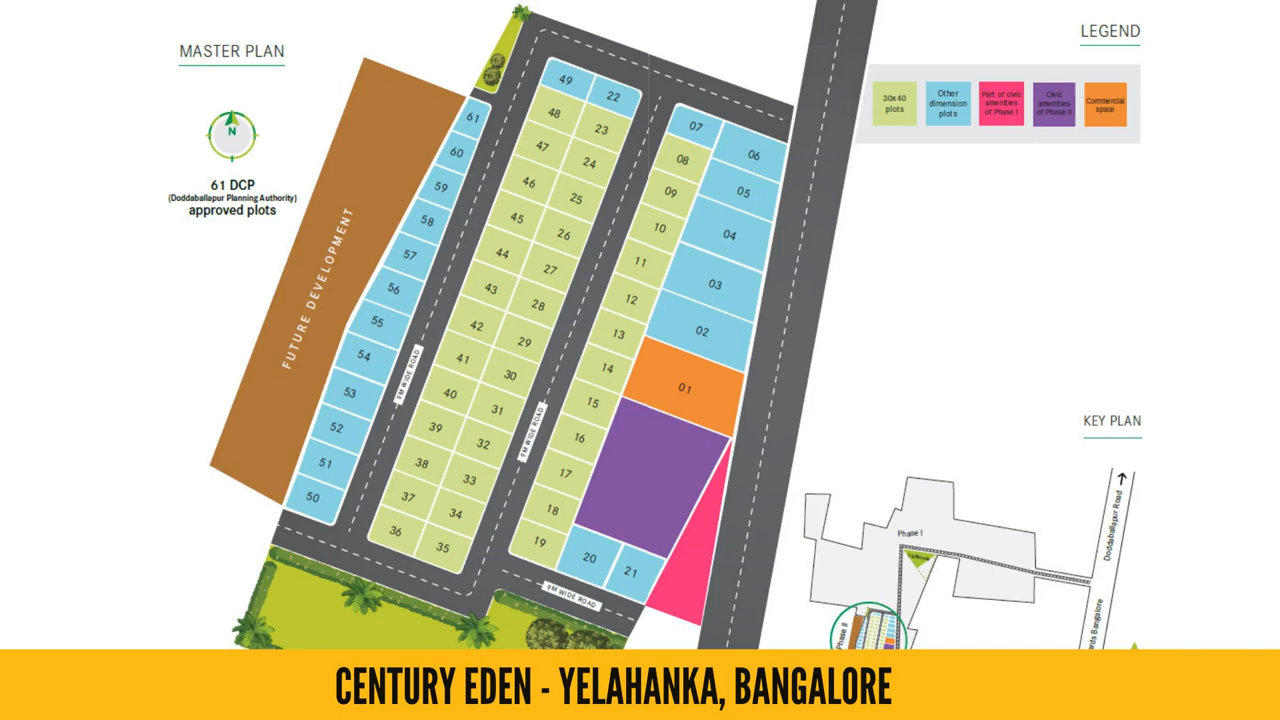 MASTER PLAN
N
61 DCP
(Doddaballapur Planning Authority)
approved plots
LEGEND
30x40
plots
Other
dimension
plots
Part of civic
amenities
of Phase I
Civic
amenities
of Phase II
Commercial
space
FUTURE DEVELOPMENT
61
60
59
58
57
56
55
54
53
52
51
50
9M WIDE ROAD
49
22
48
23
47
24
46
25
45
26
44
27
43
28
42
29
41
30
40
31
39
32
38
33
37
34
36
35
9M WIDE ROAD
07
06
08
05
09
04
10
11
03
12
02
13
14
01
15
16
17
18
19
20
21
9M WIDE ROAD
KEY PLAN
Phase I
Doddaballapur Road
Phase II
rds Bangalore
CENTURY EDEN - YELAHANKA, BANGALORE